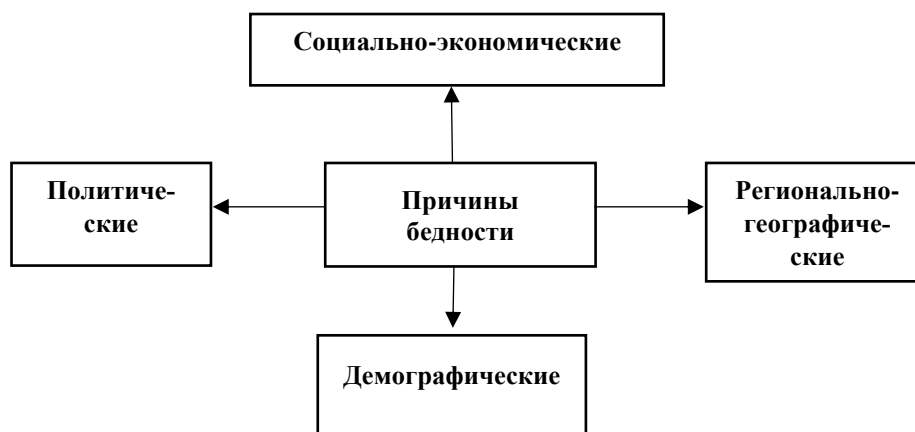 Социально-экономические
Политиче-
ские
Причины
бедности
Регионально-
географиче-
ские
Демографические